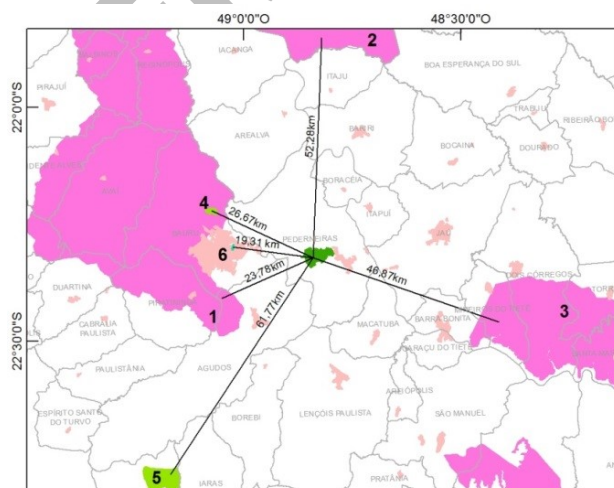 49°0'0"O 48°30'0"O
22°0'0"S
22°30'0"S
IACANGA
2
ITAJU
BOA ESPERANÇA DO SUL
PIRAJUÍ
TRABIJU
RIBEIRÃO BO
AREALVA
BARIRI
BOCAINA
DOURADO
52,28km
BORACÉIA
4
26,67km
ITAPUÍ
JAÚ
6
19,31 km
PEDERNEIRAS
23,78km
46,87km
DOIS CÓRREGOS
TORR
DUARTINA
1
61,77km
3
CABRÁLIA
PAULISTA
MACATUBA
BARRA BONITA
IGARAÇU DO TIETÊ
PAULISTÂNIA
AGUDOS
ESPÍRITO SANTO
DO TURVO
BOREBI
LENÇÓIS PAULISTA
AREIÓPOLIS
SÃO MANUEL
5
IARAS
PRATÂNIA